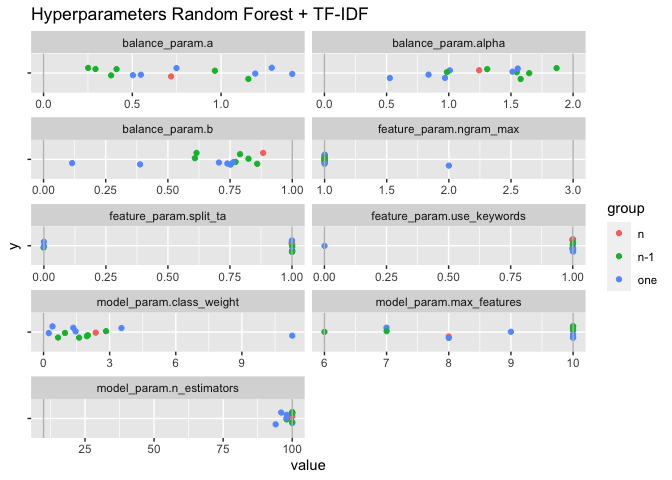 Hyperparameters Random Forest + TF-IDF
balance_param.a
balance_param.alpha
0.0 0.5 1.0
0.0 0.5 1.0 1.5 2.0
balance_param.b
feature_param.ngram_max
0.00 0.25 0.50 0.75 1.00
1.0 1.5 2.0 2.5 3.0
feature_param.split_ta
feature_param.use_keywords
0.00 0.25 0.50 0.75 1.00
0.00 0.25 0.50 0.75 1.00
model_param.class_weight
model_param.max_features
0 3 6 9
6 7 8 9 10
model_param.n_estimators
25 50 75 100
value
y
group
n
n-1
one